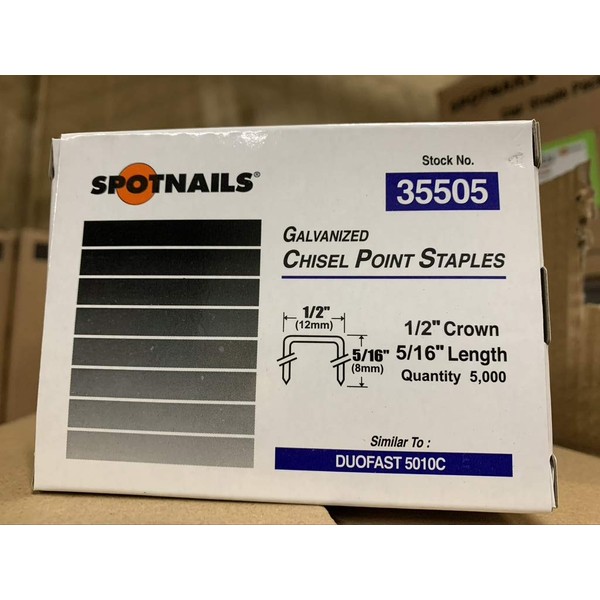 SPOTNAILS®
Stock No.
35505
GALVANIZED
CHISEL POINT STAPLES
1/2"
(12mm)
5/16"
(8mm)
1/2" Crown
5/16" Length
Quantity 5,000
Similar To :
DUOFAST 5010C
SPOTNAILS